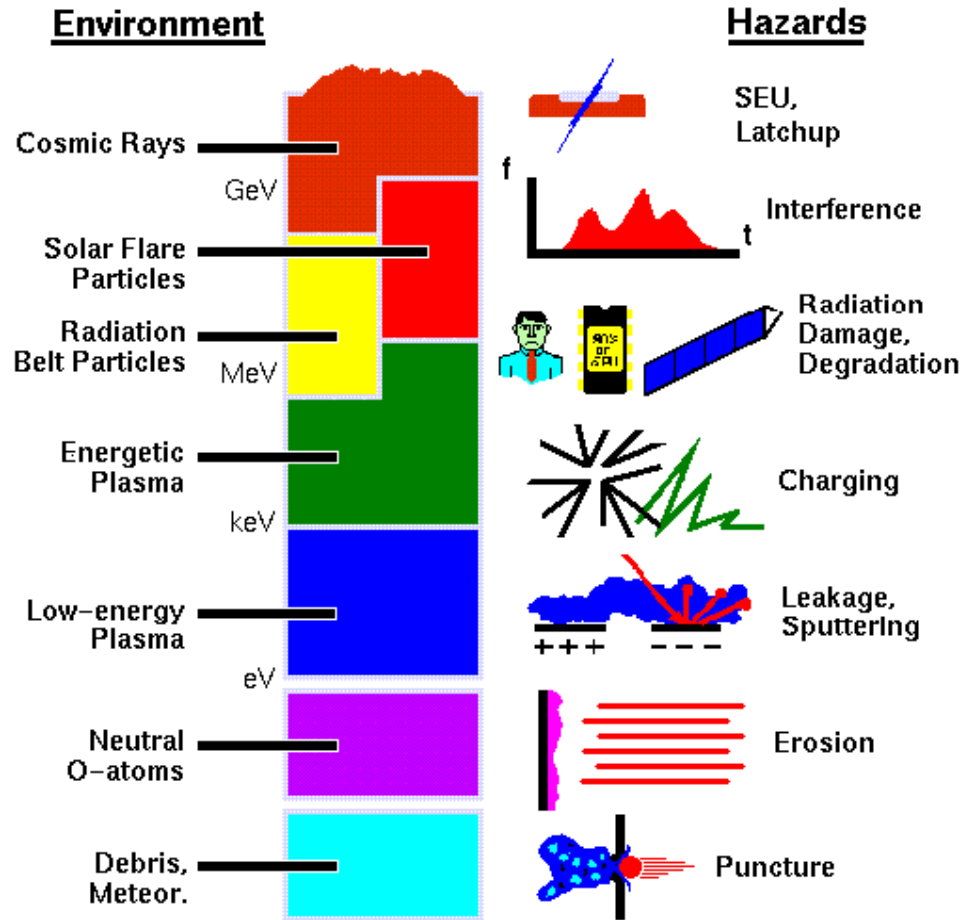 Environment
Hazards
Cosmic Rays
SEU,
Latchup
GeV
f
Interference
t
Solar Flare
Particles
Radiation
Belt Particles
MeV
Radiation
Damage,
Degradation
Energetic
Plasma
Charging
keV
Low-energy
Plasma
Leakage,
Sputtering
+ + +
- - -
eV
Neutral
O-atoms
Erosion
Debris,
Meteor.
Puncture